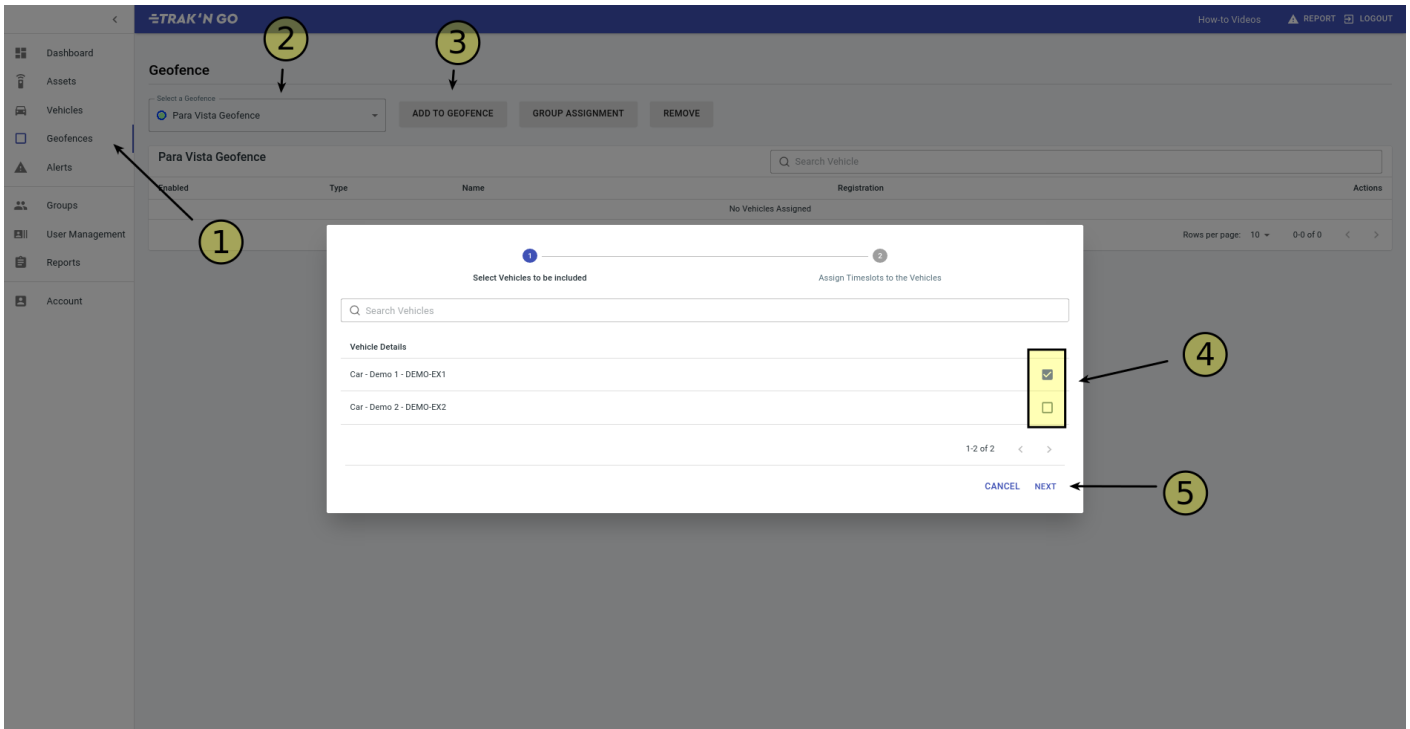 TRAK'N GO
How-to Videos
REPORT
LOGOUT
Dashboard
Assets
Vehicles
Geofences
Alerts
Groups
User Management
Reports
Account
2
3
Geofence
Select a Geofence
Para Vista Geofence
ADD TO GEOFENCE
GROUP ASSIGNMENT
REMOVE
Para Vista Geofence
Search Vehicle
Enabled Type Name Registration Actions
No Vehicles Assigned
Rows per page: 10 0-0 of 0
1
1
2
Select Vehicles to be included
Assign Timeslots to the Vehicles
Search Vehicles
Vehicle Details
Car - Demo 1 - DEMO-EX1
Car - Demo 2 - DEMO-EX2
4
1-2 of 2
CANCEL NEXT
5